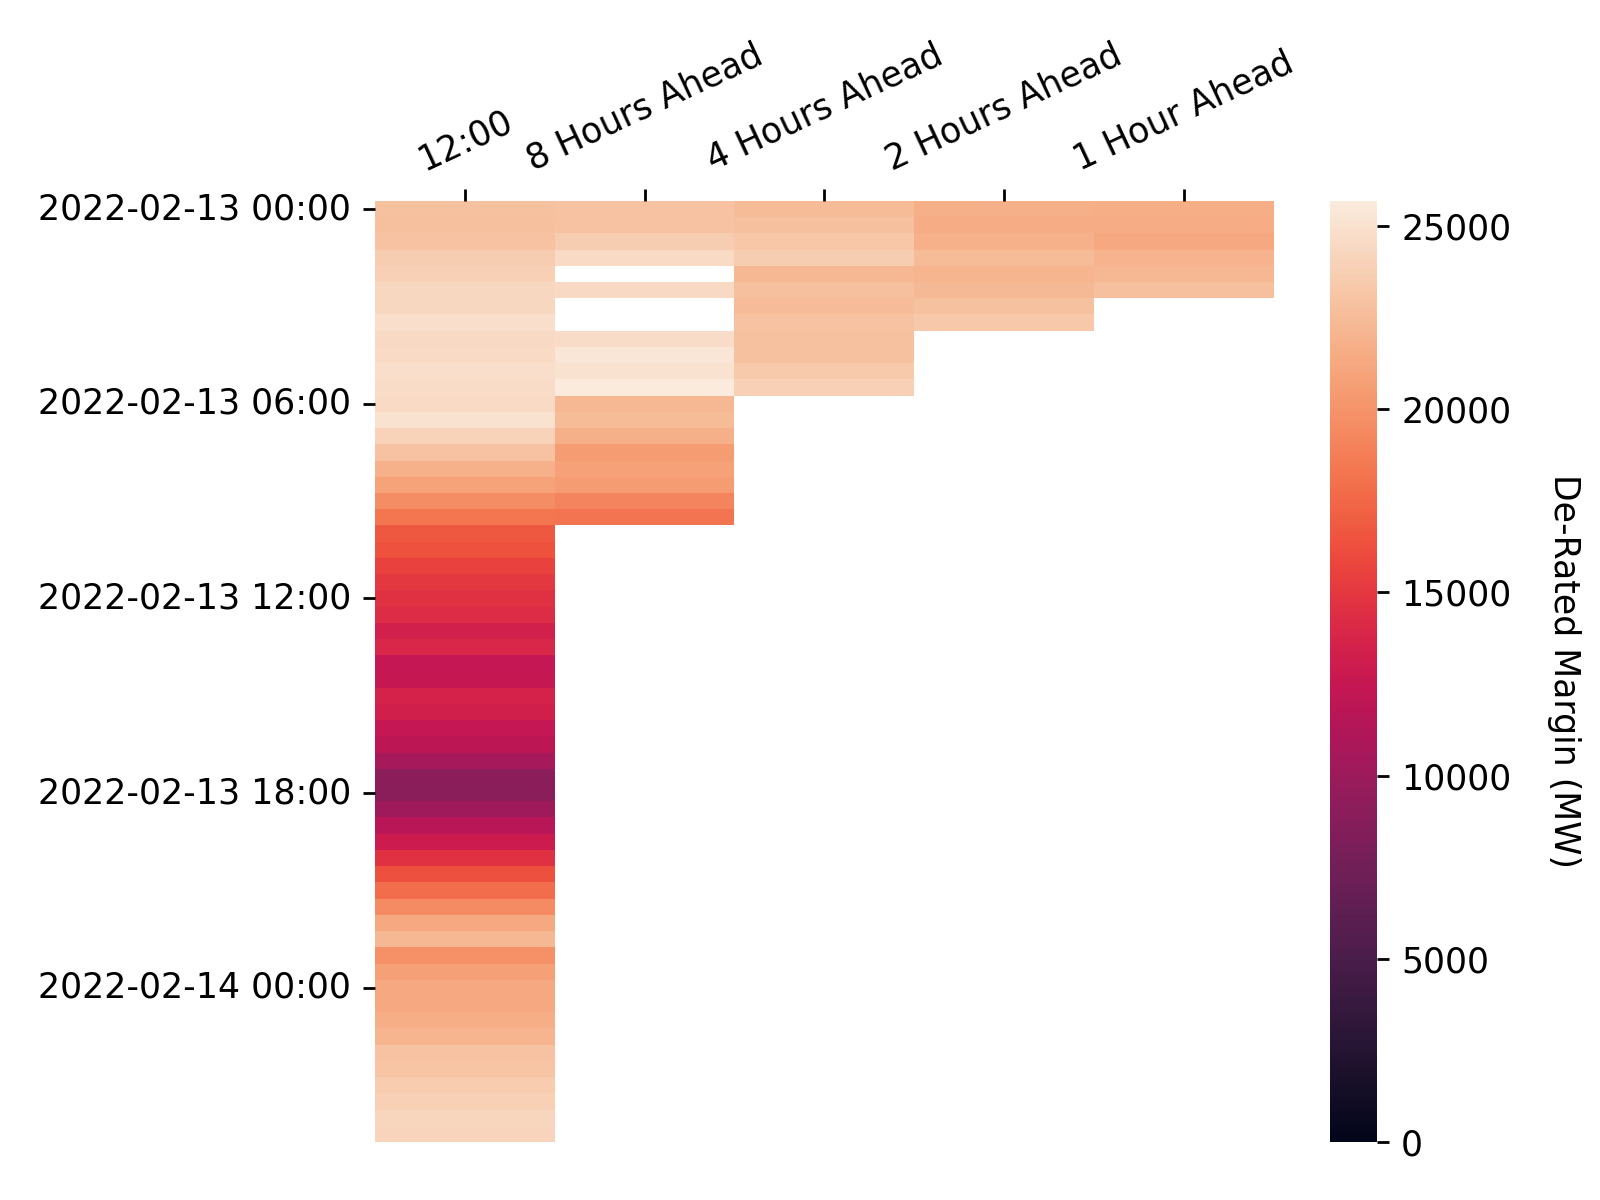 12:00
8 Hours Ahead
4 Hours Ahead
2 Hours Ahead
1 Hour Ahead
2022-02-13 00:00
2022-02-13 06:00
2022-02-13 12:00
2022-02-13 18:00
2022-02-14 00:00
25000
20000
15000
10000
5000
0
De-Rated Margin (MW)